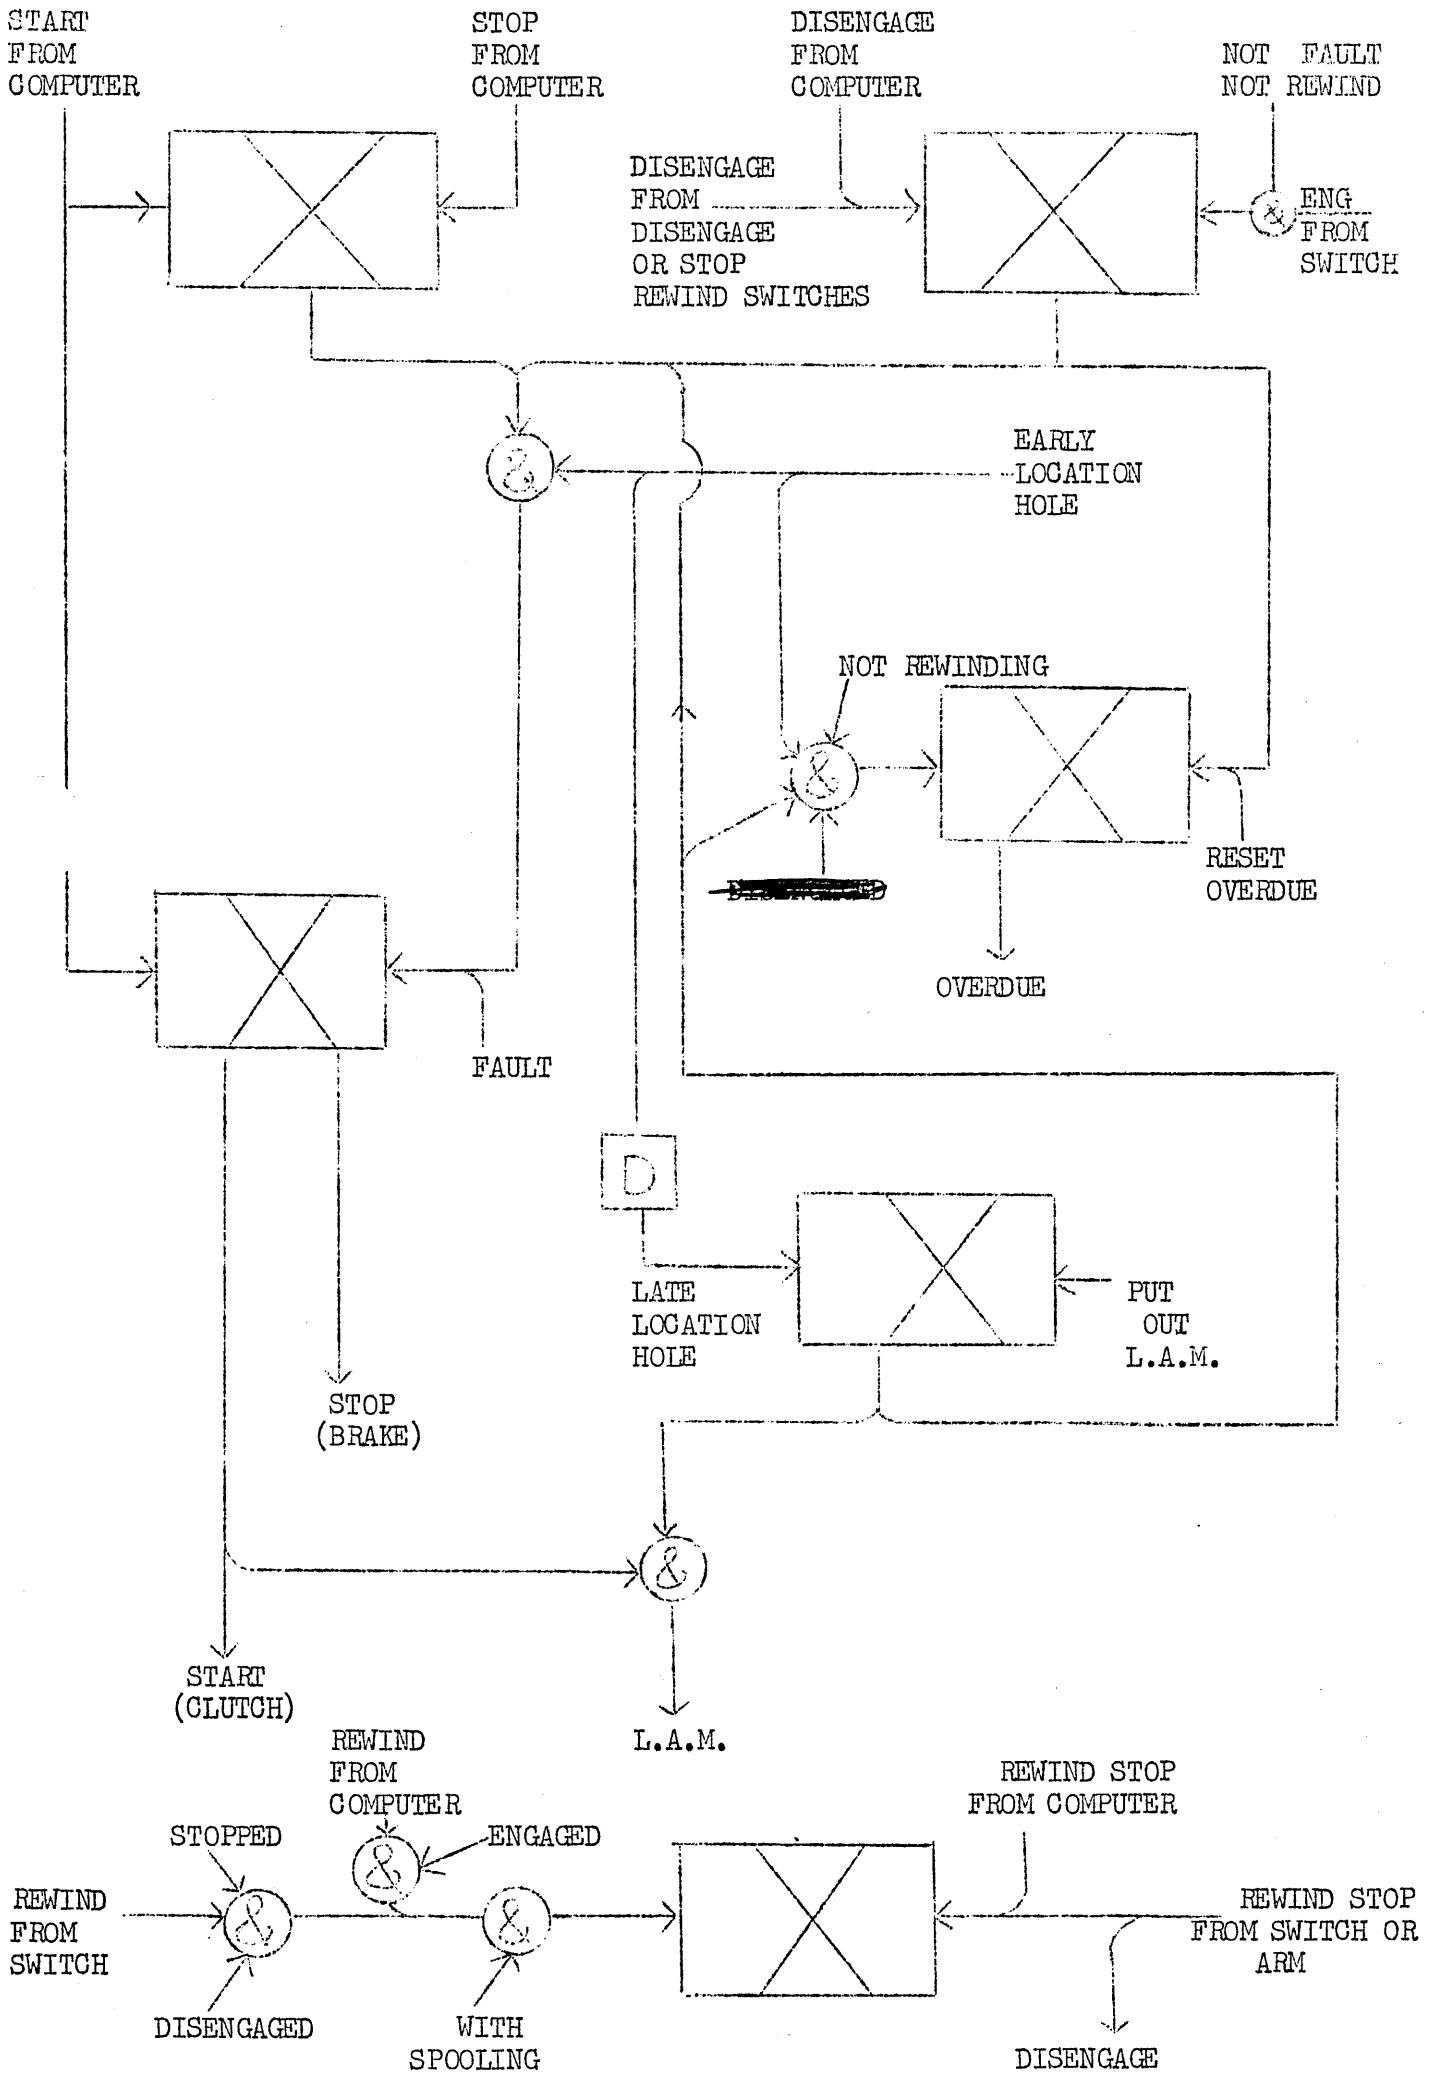 START
FROM
COMPUTER
STOP
FROM
COMPUTER
DISENGAGE
FROM
COMPUTER
NOT FAULT
NOT REWIND
DISENGAGE
FROM
DISENGAGE
OR STOP
REWIND SWITCHES
&
ENG
FROM
SWITCH
&
EARLY
LOCATION
HOLE
NOT REWINDING
&
RESET
OVERDUE
OVERDUE
FAULT
D
LATE
LOCATION
HOLE
PUT
OUT
L.A.M.
STOP
(BRAKE)
&
START
(CLUTCH)
L.A.M.
REWIND
FROM
COMPUTER
STOPPED
&
ENGAGED
REWIND STOP
FROM COMPUTER
REWIND
FROM
SWITCH
&
&
REWIND STOP
FROM SWITCH OR
ARM
DISENGAGED
WITH
SPOOLING
DISENGAGE